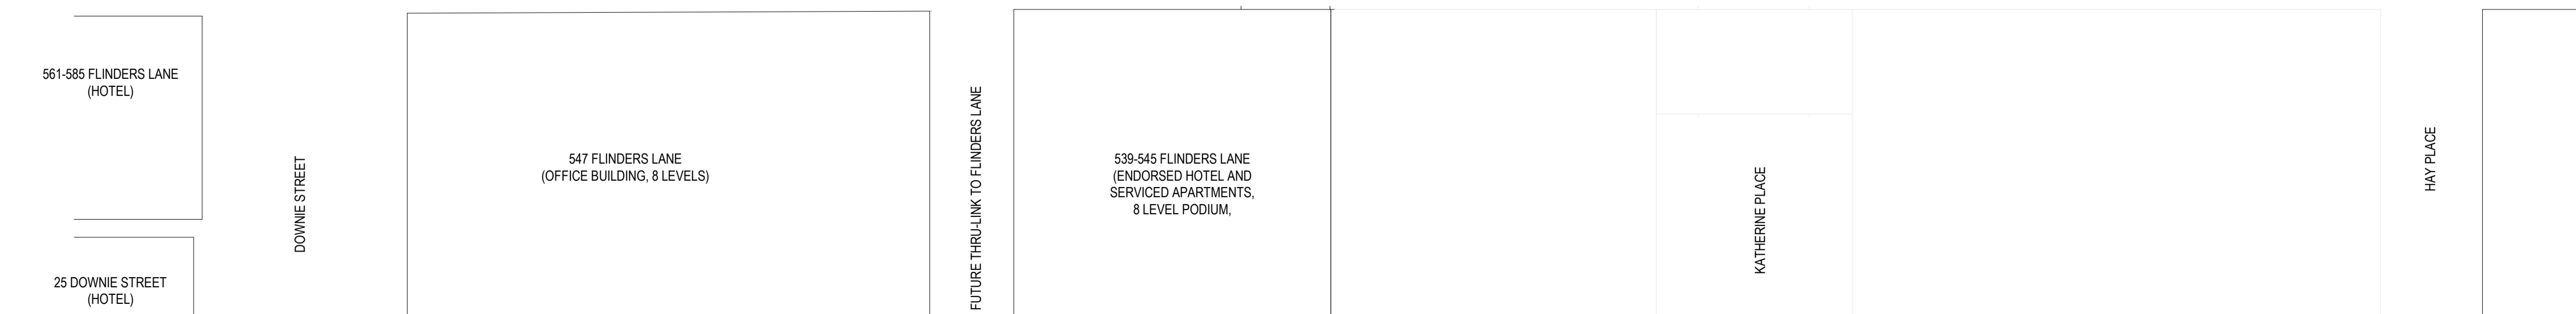 561-585 FLINDERS LANE
(HOTEL)
25 DOWNIE STREET
(HOTEL)
DOWNIE STREET
547 FLINDERS LANE
(OFFICE BUILDING, 8 LEVELS)
FUTURE THRU-LINK TO FLINDERS LANE
539-545 FLINDERS LANE
(ENDORSED HOTEL AND
SERVICED APARTMENTS,
8 LEVEL PODIUM,
KATHERINE PLACE
HAY PLACE